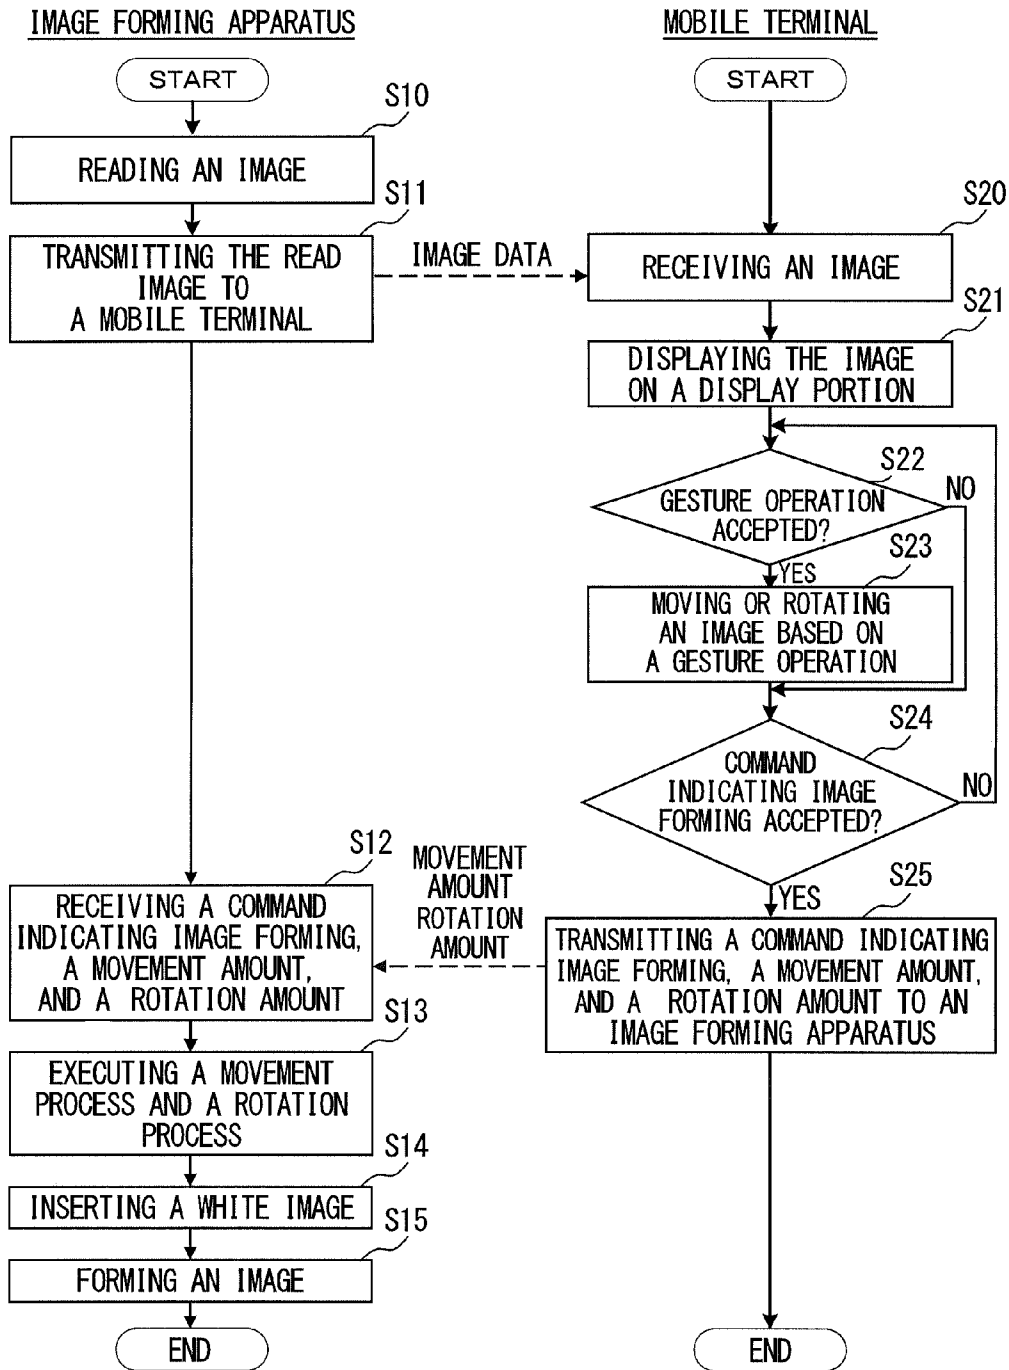 IMAGE FORMING APPARATUS
START
S10
READING AN IMAGE
S11
TRANSMITTING THE READ
IMAGE TO
A MOBILE TERMINAL
IMAGE DATA
S12
RECEIVING A COMMAND
INDICATING IMAGE FORMING,
A MOVEMENT AMOUNT,
AND A ROTATION AMOUNT
S13
EXECUTING A MOVEMENT
PROCESS AND A ROTATION
PROCESS
S14
INSERTING A WHITE IMAGE
S15
FORMING AN IMAGE
END
MOBILE TERMINAL
START
S20
RECEIVING AN IMAGE
S21
DISPLAYING THE IMAGE
ON A DISPLAY PORTION
S22
GESTURE OPERATION
ACCEPTED?
NO
YES
S23
MOVING OR ROTATING
AN IMAGE BASED ON
A GESTURE OPERATION
S24
COMMAND
INDICATING IMAGE
FORMING ACCEPTED?
NO
YES
MOVEMENT
AMOUNT
ROTATION
AMOUNT
S25
TRANSMITTING A COMMAND INDICATING
IMAGE FORMING, A MOVEMENT AMOUNT,
AND A ROTATION AMOUNT TO AN
IMAGE FORMING APPARATUS
END